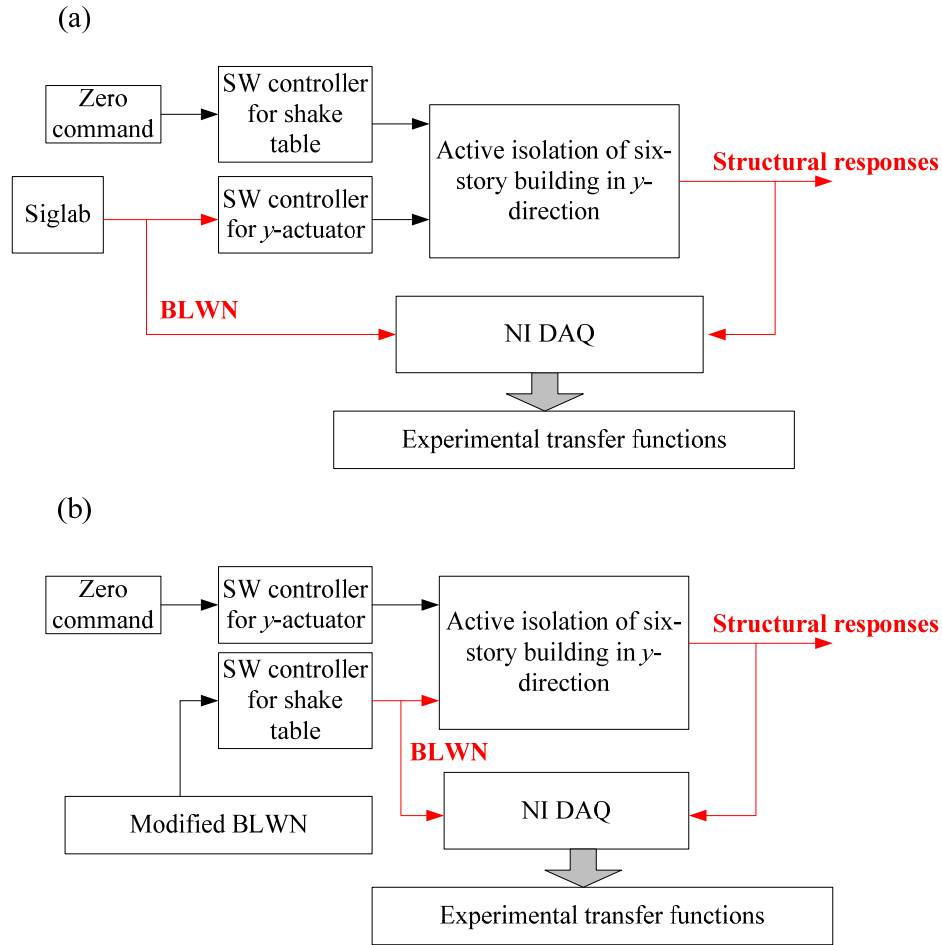 (a)
Zero
command
SW controller
for shake
table
Active isolation of six-
story building in y-
direction
Structural responses
Siglab
SW controller
for y-actuator
BLWN
NI DAQ
Experimental transfer functions
(b)
Zero
command
SW controller
for y-actuator
Active isolation of six-
story building in y-
direction
Structural responses
SW controller
for shake
table
BLWN
Modified BLWN
NI DAQ
Experimental transfer functions